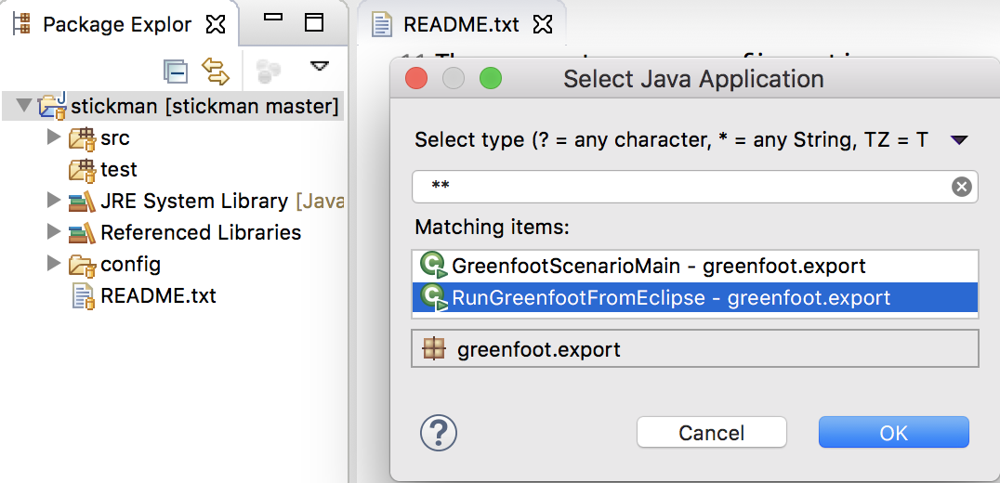 Package Explor
stickman [stickman master]
src
test
JRE System Library [Java
Referenced Libraries
config
README.txt
README.txt
Select Java Application
Select type (? = any character, * = any String, TZ = T
**
Matching items:
GreenfootScenarioMain - greenfoot.export
RunGreenfootFromEclipse - greenfoot.export
greenfoot.export
?
Cancel
OK